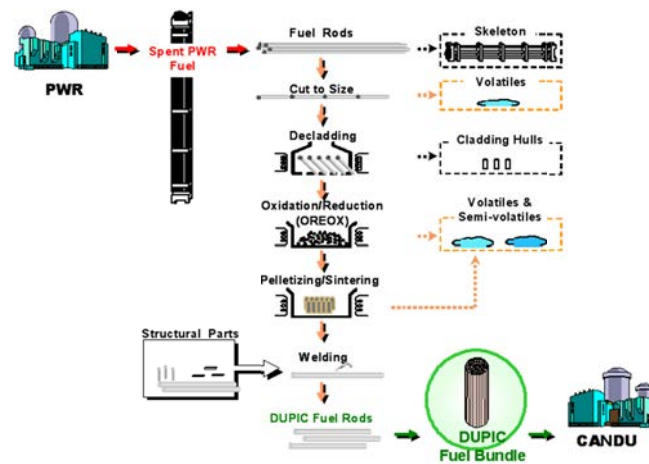 Fuel Rods
Skeleton
Spent PWR
Fuel
PWR
Cut to Size
Volatiles
Decladding
Cladding Hulls
Oxidation/Reduction
(OREOX)
Volatiles &
Semi-volatiles
Pelletizing/Sintering
Structural Parts
Welding
DUPIC Fuel Rods
DUPIC
Fuel Bundle
CANDU